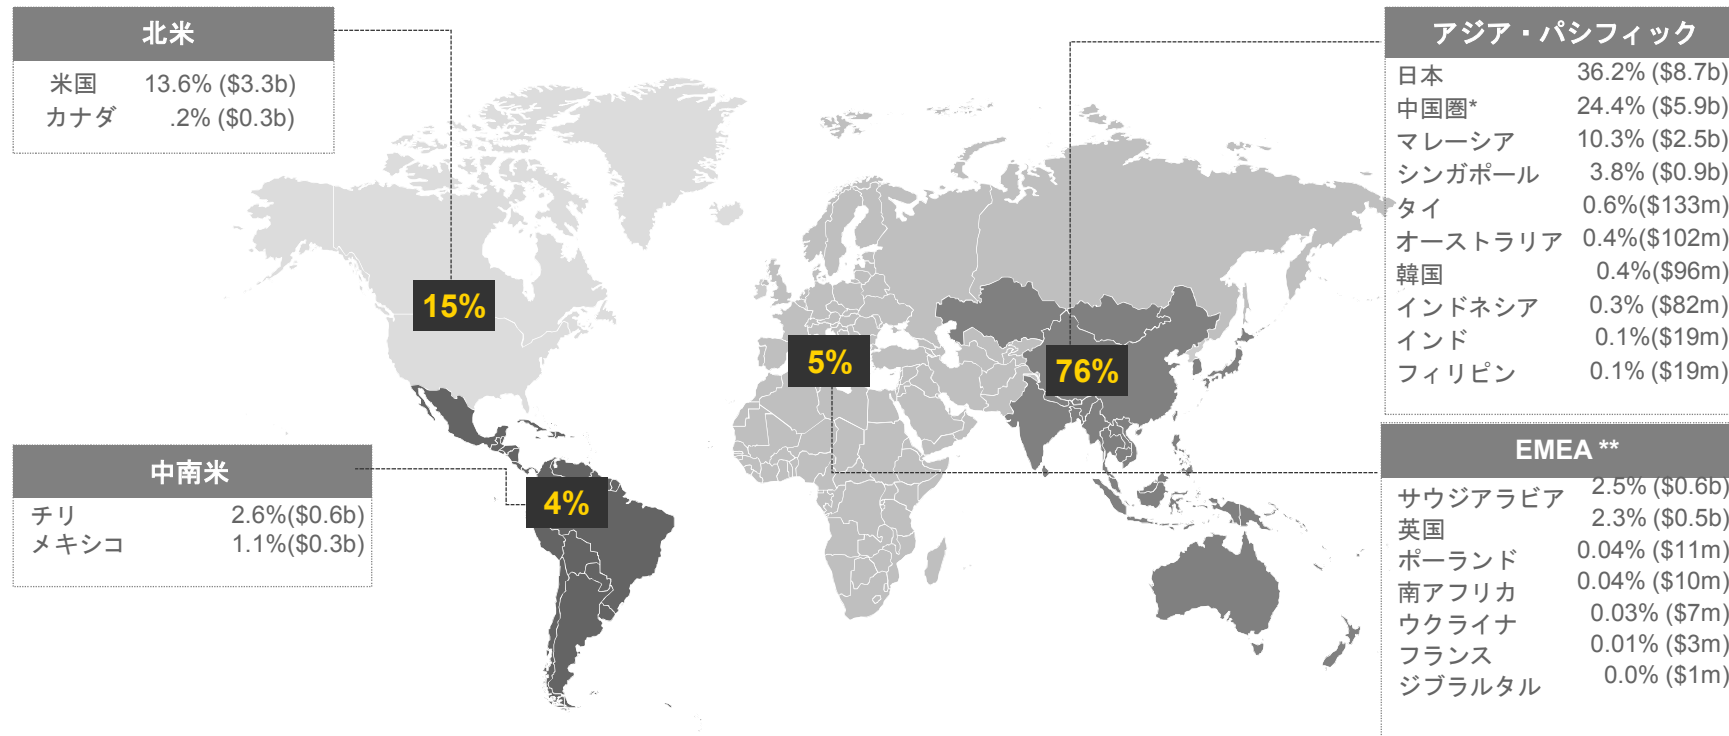 北米
米国 13.6% ($3.3b)
カナダ .2% ($0.3b)
15%
中南米
チリ 2.6%($0.6b)
メキシコ 1.1%($0.3b)
4%
5%
76%
アジア・パシフィック
日本 36.2% ($8.7b)
中国圏* 24.4% ($5.9b)
マレーシア 10.3% ($2.5b)
シンガポール 3.8% ($0.9b)
タイ 0.6%($133m)
オーストラリア 0.4%($102m)
韓国 0.4%($96m)
インドネシア 0.3% ($82m)
インド 0.1%($19m)
フィリピン 0.1% ($19m)
EMEA **
サウジアラビア 2.5% ($0.6b)
英国 2.3% ($0.5b)
ポーランド 0.04% ($11m)
南アフリカ 0.04% ($10m)
ウクライナ 0.03% ($7m)
フランス 0.01% ($3m)
ジブラルタル 0.0% ($1m)